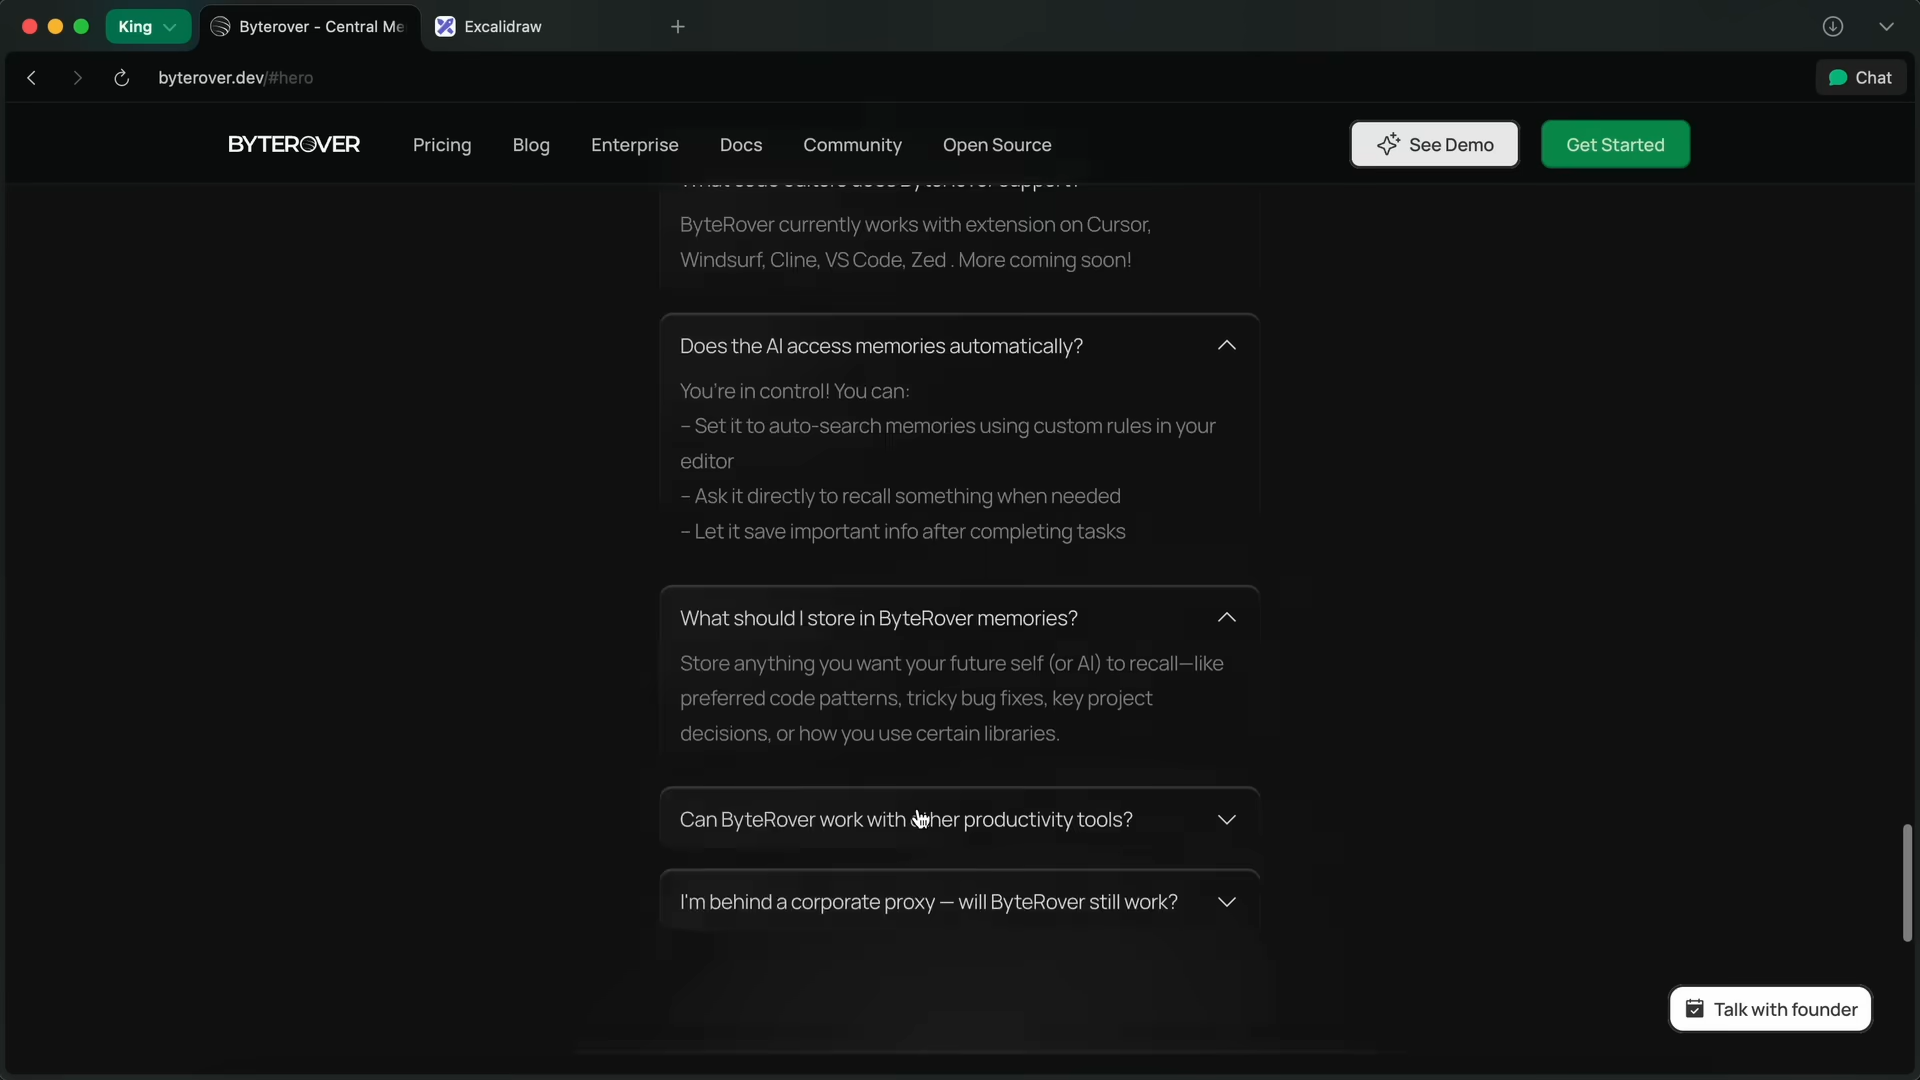 King
Byterover - Central Me
Excalidraw
byterover.dev/#hero
Chat
BYTEROVER
Pricing
Blog
Enterprise
Docs
Community
Open Source
See Demo
Get Started
What code editors does ByteRover support?
ByteRover currently works with extension on Cursor,
Windsurf, Cline, VS Code, Zed . More coming soon!
Does the AI access memories automatically?
You're in control! You can:
– Set it to auto-search memories using custom rules in your
editor
– Ask it directly to recall something when needed
– Let it save important info after completing tasks
What should I store in ByteRover memories?
Store anything you want your future self (or AI) to recall—like
preferred code patterns, tricky bug fixes, key project
decisions, or how you use certain libraries.
Can ByteRover work with other productivity tools?
I'm behind a corporate proxy — will ByteRover still work?
Talk with founder